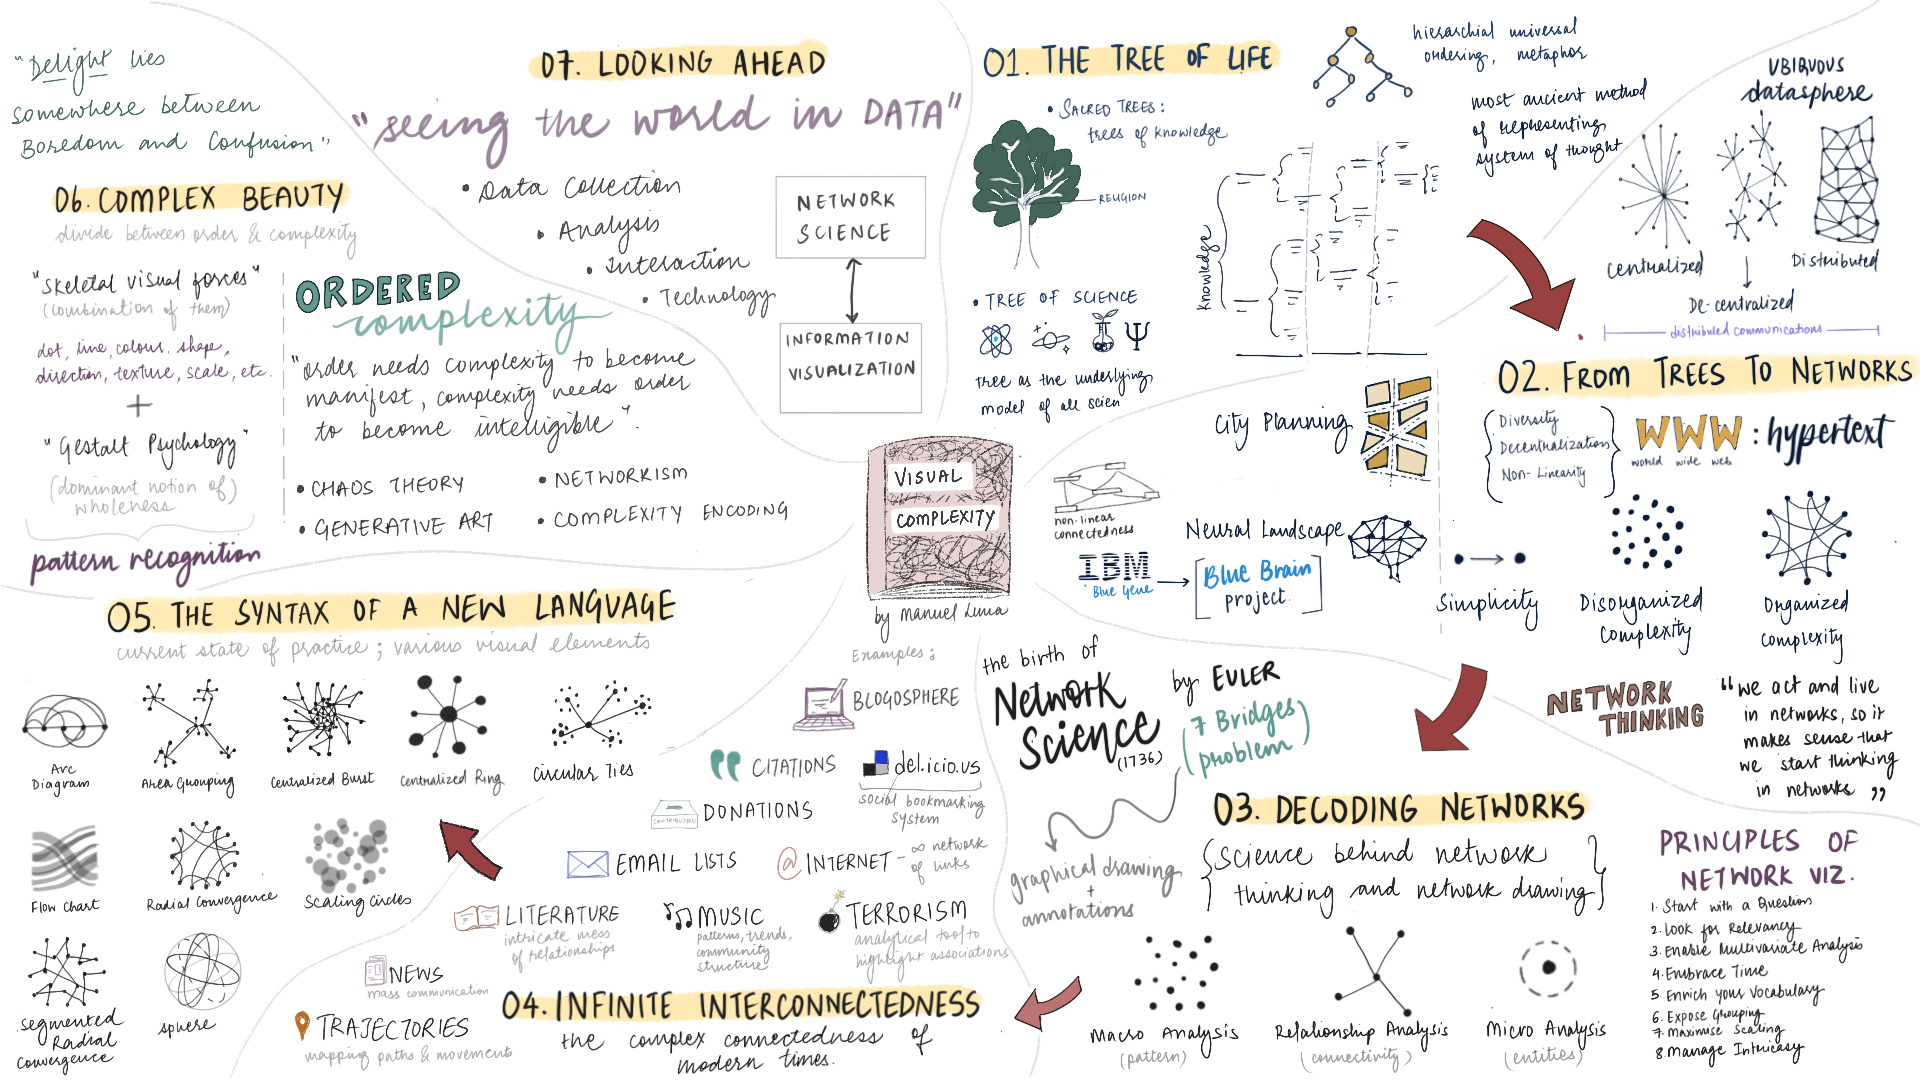 "Delight lies
somewhere between
Boredom and Confusion"
07. LOOKING AHEAD
"seeing the world in DATA"
• Data Collection
• Analysis
• Interaction
• Technology
NETWORK
SCIENCE
INFORMATION
VISUALIZATION
01. THE TREE OF LIFE
hierarchial universal
ordering, metaphor
• SACRED TREES:
trees of knowledge
RELIGION
most ancient method
of representing
system of thought
Knowledge
• TREE OF SCIENCE
Ψ
tree as the underlying
model of all scien
UBIQUOUS
datasphere
Centralized
Distributed
De-centralized
distributed communications
02. FROM TREES TO NETWORKS
Diversity
Decentralization
Non-Linearity
WWW : hypertext
world wide web
City Planning
non-linear
connectedness
Neural Landscape
IBM
Blue Gene
Blue Brain
project.
Simplicity
Disorganized
Complexity
Organized
complexity
NETWORK
THINKING
"we act and live
in networks, so it
makes sense that
we start thinking
in networks"
VISUAL
COMPLEXITY
by Manuel Lima
the birth of
Network
Science
(1736)
by EULER
(7 Bridges
problem)
graphical drawing
+
annotations
03. DECODING NETWORKS
{science behind network
thinking and network drawing}
Macro Analysis
(pattern)
Relationship Analysis
(connectivity)
Micro Analysis
(entities)
PRINCIPLES OF
NETWORK VIZ.
1. Start with a Question
2. Look for Relevancy
3. Enable Multivariate Analysis
4. Embrace Time
5. Enrich your Vocabulary
6. Expose Grouping
7. Maximise Scaling
8. Manage Intricasy
04. INFINITE INTERCONNECTEDNESS
the complex connectedness of
modern times.
Examples:
BLOGOSPHERE
CITATIONS
del.icio.us
social bookmarking
system
CONTRIBUTION
DONATIONS
EMAIL LISTS
@ INTERNET - ∞ network
of links
LITERATURE
intricate mess
of relationships
MUSIC
patterns, trends,
community
structure
TERRORISM
analytical tool to
highlight associations
NEWS
mass communication
TRAJECTORIES
mapping paths & movements
05. THE SYNTAX OF A NEW LANGUAGE
current state of practice; various visual elements
Arc
Diagram
Area Grouping
Centralized Burst
Centralized Ring
Circular Ties
Flow Chart
Radial Convergence
Scaling Circles
segmented
Radial
Convergence
sphere
06. COMPLEX BEAUTY
divide between order & complexity
"skeletal visual forces"
(combination of them)
dot, line, colour. shape,
direction, texture, scale, etc.
+
"Gestalt Psychology"
(dominant notion of)
wholeness
pattern recognition
ORDERED
complexity
"order needs complexity to become
manifest, complexity needs order
to become intelligible".
• CHAOS THEORY
• NETWORKISM
• GENERATIVE ART
• COMPLEXITY ENCODING